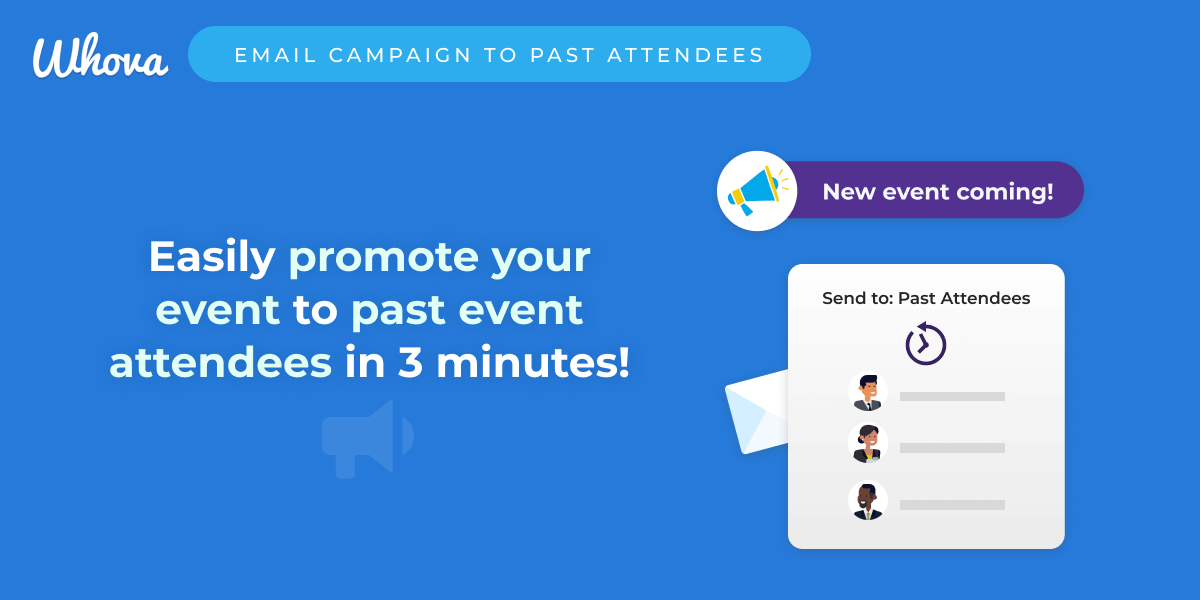 Whova
EMAIL CAMPAIGN TO PAST ATTENDEES
Easily promote your
event to past event
attendees in 3 minutes!
New event coming!
Send to: Past Attendees